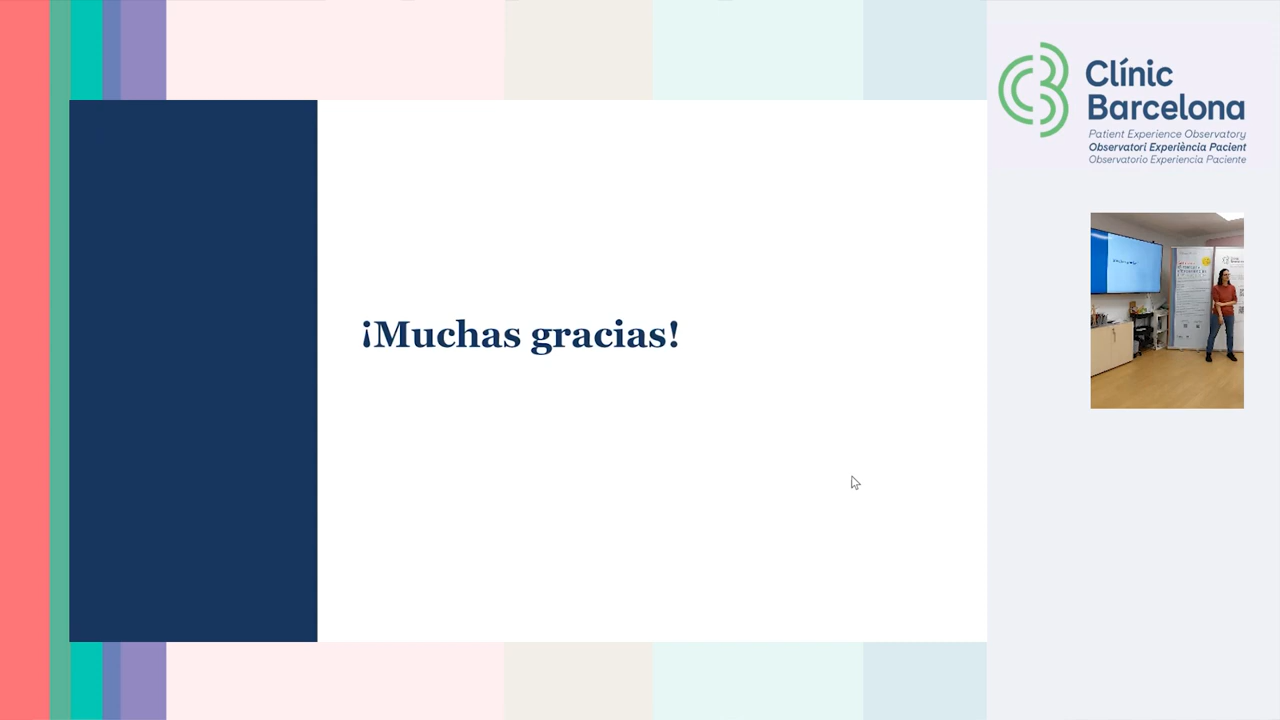 ¡Muchas gracias!
Clínic
Barcelona
Patient Experience Observatory
Observatori Experiència Pacient
Observatorio Experiencia Paciente